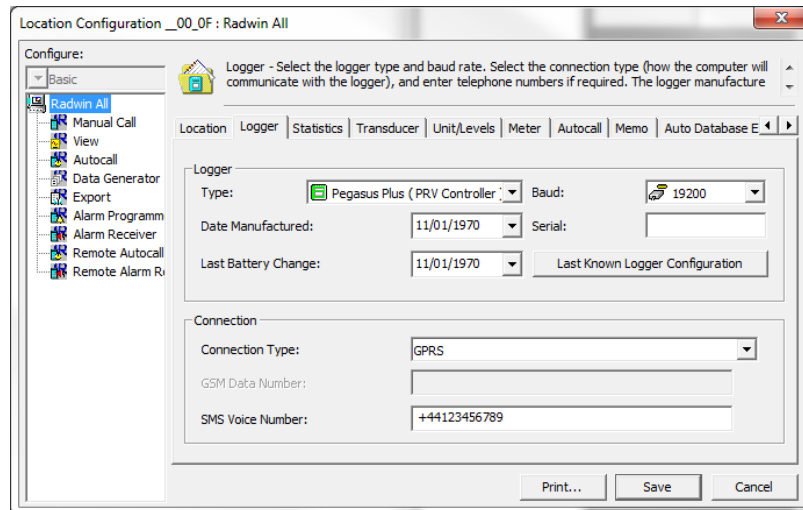 Location Configuration __00_0F : Radwin All
Configure:
Basic
Radwin All
Manual Call
View
Autocall
Data Generator
Export
Alarm Programm
Alarm Receiver
Remote Autocall
Remote Alarm R
Logger - Select the logger type and baud rate. Select the connection type (how the computer will
communicate with the logger), and enter telephone numbers if required. The logger manufacture
Location Logger Statistics Transducer Unit/Levels Meter Autocall Memo Auto Database E
Logger
Type: Pegasus Plus ( PRV Controller ) Baud: 19200
Date Manufactured: 11/01/1970 Serial:
Last Battery Change: 11/01/1970 Last Known Logger Configuration
Connection
Connection Type: GPRS
GSM Data Number:
SMS Voice Number: +44123456789
Print... Save Cancel